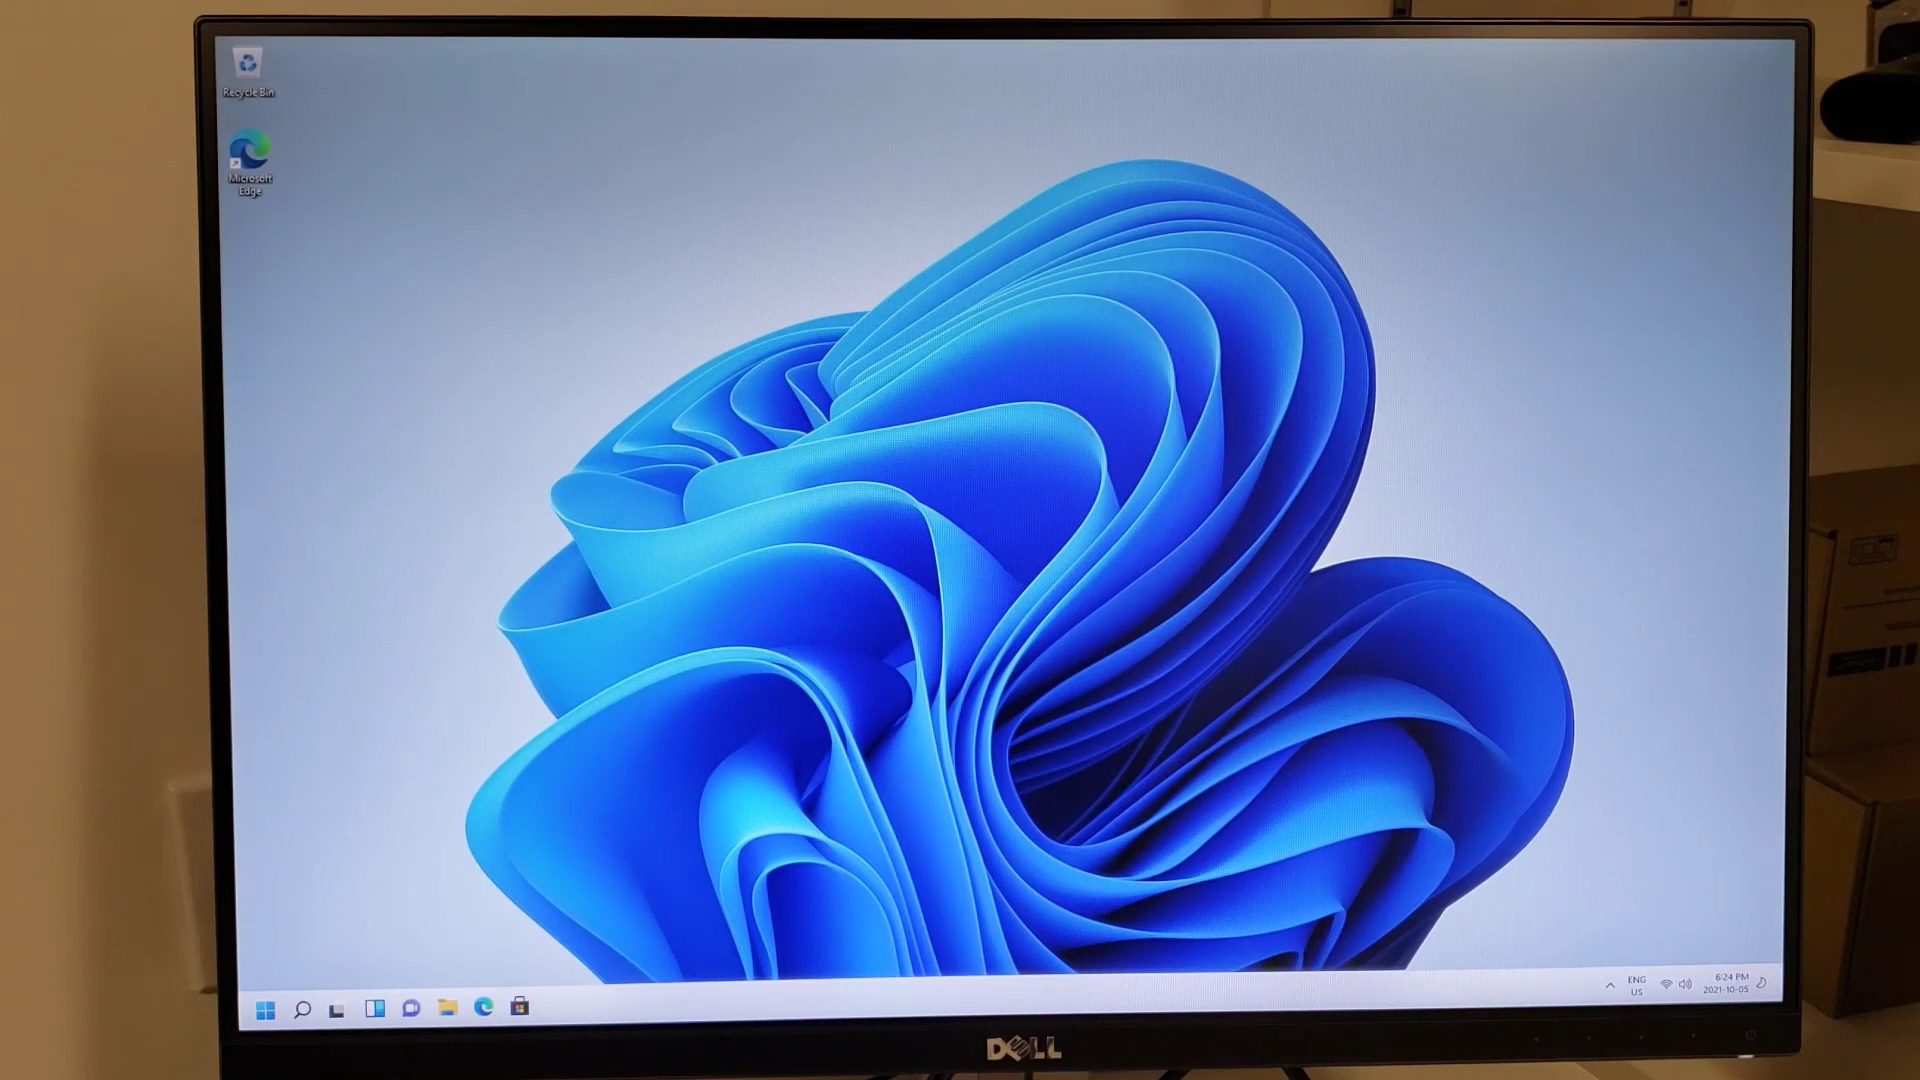 Recycle Bin
Microsoft
Edge
ENG
US
6:24 PM
2021-10-05
DELL